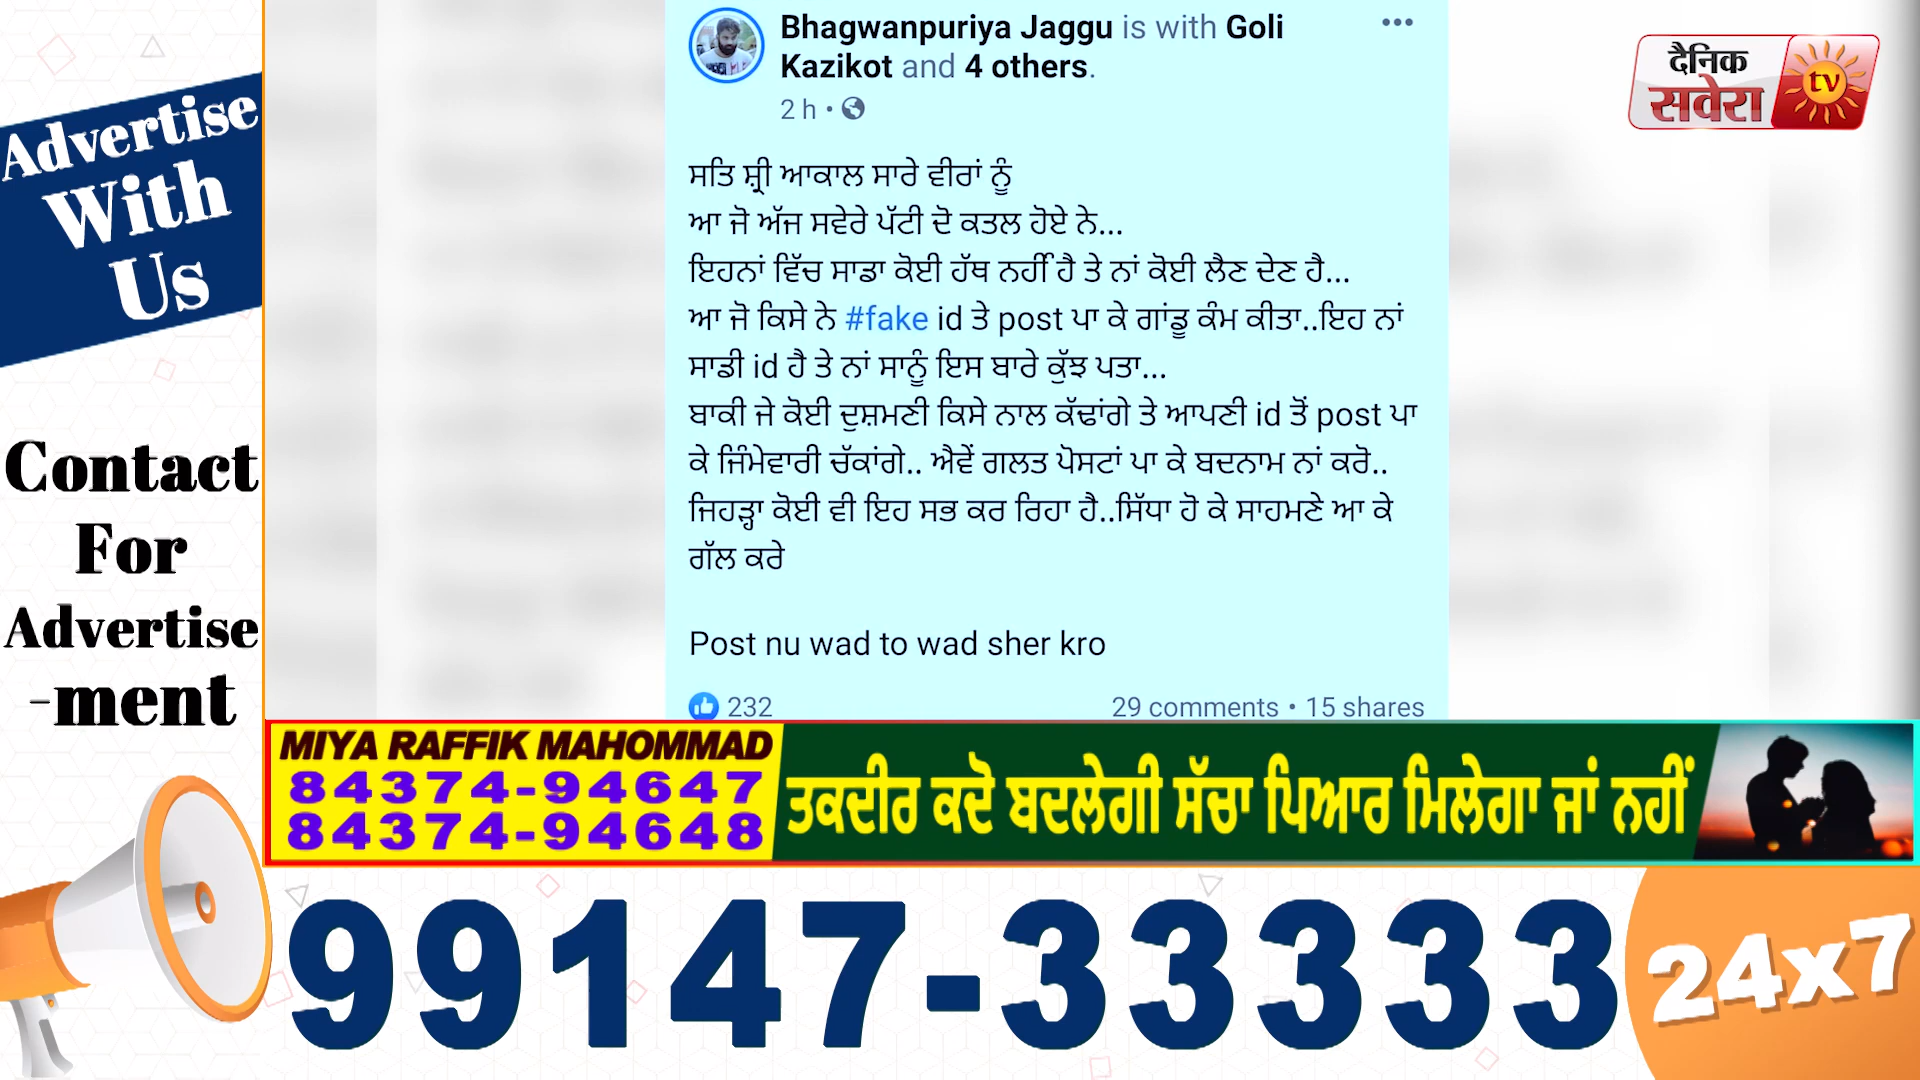 Advertise
With
Us
Contact
For
Advertise
-ment
Bhagwanpuriya Jaggu is with Goli
Kazikot and 4 others.
2 h •
ਸਤਿ ਸ਼੍ਰੀ ਆਕਾਲ ਸਾਰੇ ਵੀਰਾਂ ਨੂੰ
ਆ ਜੋ ਅੱਜ ਸਵੇਰੇ ਪੱਟੀ ਦੋ ਕਤਲ ਹੋਏ ਨੇ...
ਇਹਨਾਂ ਵਿੱਚ ਸਾਡਾ ਕੋਈ ਹੱਥ ਨਹੀਂ ਹੈ ਤੇ ਨਾਂ ਕੋਈ ਲੈਣ ਦੇਣ ਹੈ...
ਆ ਜੋ ਕਿਸੇ ਨੇ #fake id ਤੇ post ਪਾ ਕੇ ਗਾਂਡੂ ਕੰਮ ਕੀਤਾ..ਇਹ ਨਾਂ
ਸਾਡੀ id ਹੈ ਤੇ ਨਾਂ ਸਾਨੂੰ ਇਸ ਬਾਰੇ ਕੁੱਝ ਪਤਾ...
ਬਾਕੀ ਜੇ ਕੋਈ ਦੁਸ਼ਮਣੀ ਕਿਸੇ ਨਾਲ ਕੱਢਾਂਗੇ ਤੇ ਆਪਣੀ id ਤੋਂ post ਪਾ
ਕੇ ਜਿੰਮੇਵਾਰੀ ਚੱਕਾਂਗੇ.. ਐਵੇਂ ਗਲਤ ਪੋਸਟਾਂ ਪਾ ਕੇ ਬਦਨਾਮ ਨਾਂ ਕਰੋ..
ਜਿਹੜਾ ਕੋਈ ਵੀ ਇਹ ਸਭ ਕਰ ਰਿਹਾ ਹੈ..ਸਿੱਧਾ ਹੋ ਕੇ ਸਾਹਮਣੇ ਆ ਕੇ
ਗੱਲ ਕਰੇ
Post nu wad to wad sher kro
232
29 comments • 15 shares
दैनिक
सवेरा
tv
MIYA RAFFIK MAHOMMAD
84374-94647
84374-94648
ਤਕਦੀਰ ਕਦੋ ਬਦਲੇਗੀ ਸੱਚਾ ਪਿਆਰ ਮਿਲੇਗਾ ਜਾਂ ਨਹੀਂ
99147-33333
24x7